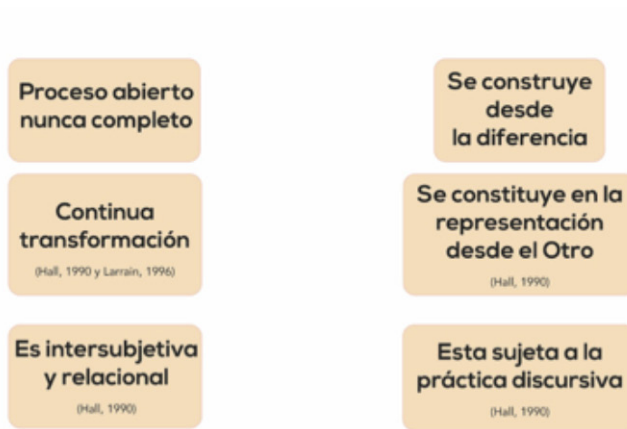 Proceso abierto
nunca completo
Se construye
desde
la diferencia
Continua
transformación
(Hall, 1990 y Larrain, 1996)
Se constituye en la
representación
desde el Otro
(Hall, 1990)
Es intersubjetiva
y relacional
(Hall, 1990)
Esta sujeta a la
práctica discursiva
(Hall, 1990)